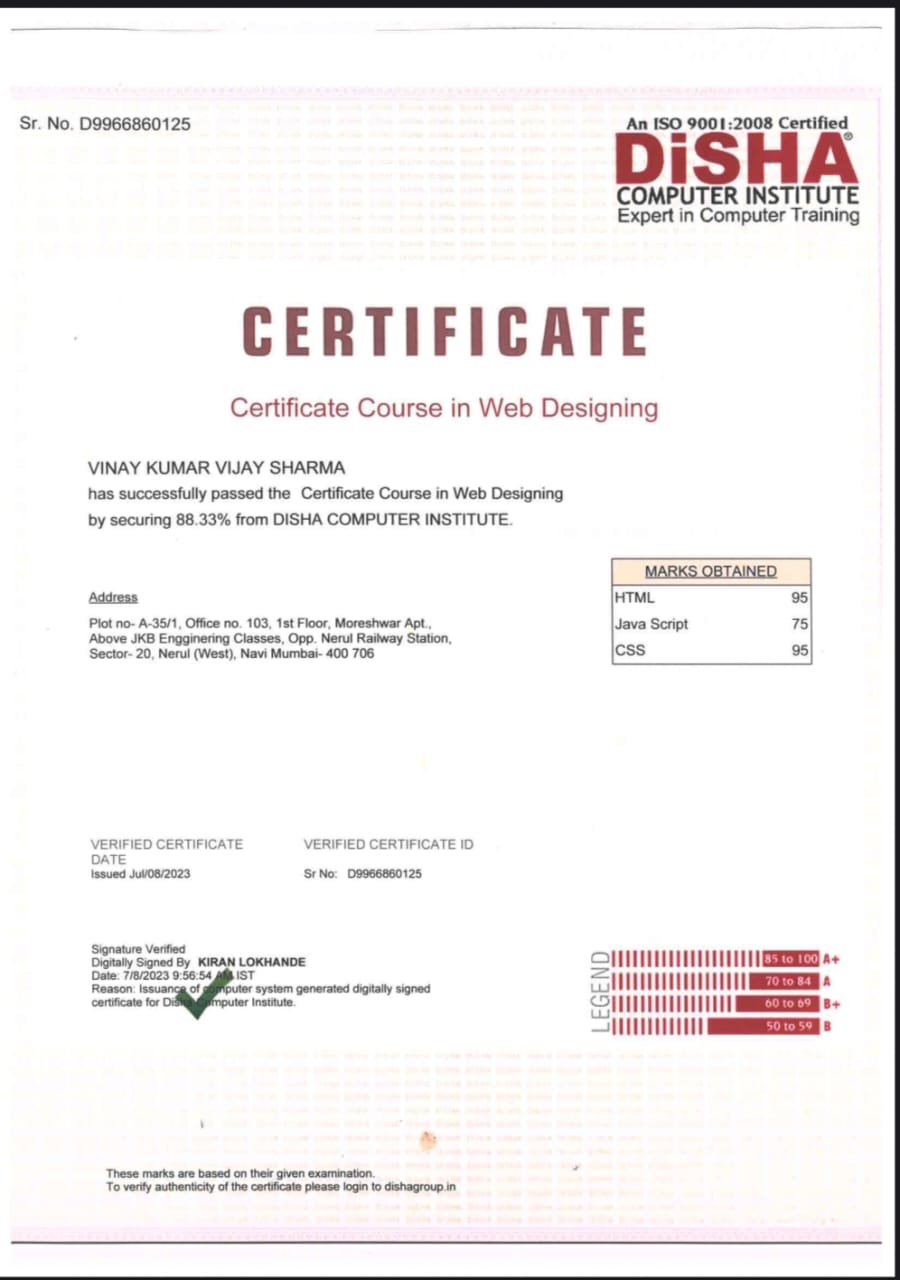 Sr. No. D9966860125
An ISO 9001:2008 Certified
DiSHA®
COMPUTER INSTITUTE
Expert in Computer Training
CERTIFICATE
Certificate Course in Web Designing
VINAY KUMAR VIJAY SHARMA
has successfully passed the Certificate Course in Web Designing
by securing 88.33% from DISHA COMPUTER INSTITUTE.
MARKS OBTAINED
HTML 95
Java Script 75
CSS 95
Address
Plot no- A-35/1, Office no. 103, 1st Floor, Moreshwar Apt.,
Above JKB Enggineering Classes, Opp. Nerul Railway Station,
Sector- 20, Nerul (West), Navi Mumbai- 400 706
VERIFIED CERTIFICATE
DATE
Issued Jul/08/2023
VERIFIED CERTIFICATE ID
Sr No: D9966860125
Signature Verified
Digitally Signed By KIRAN LOKHANDE
Date: 7/8/2023 9:56:54 AM IST
Reason: Issuance of computer system generated digitally signed
certificate for Disha Computer Institute.
LEGEND
85 to 100 A+
70 to 84 A
60 to 69 B+
50 to 59 B
These marks are based on their given examination.
To verify authenticity of the certificate please login to dishagroup.in